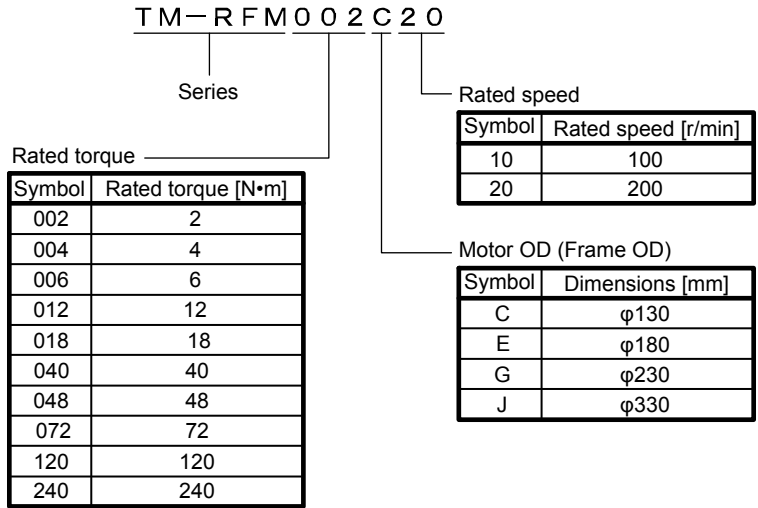 TM-RFM002C20
Series
Rated speed
Symbol Rated speed [r/min]
10 100
20 200
Rated torque
Symbol Rated torque [N•m]
002 2
004 4
006 6
012 12
018 18
040 40
048 48
072 72
120 120
240 240
Motor OD (Frame OD)
Symbol Dimensions [mm]
C φ130
E φ180
G φ230
J φ330